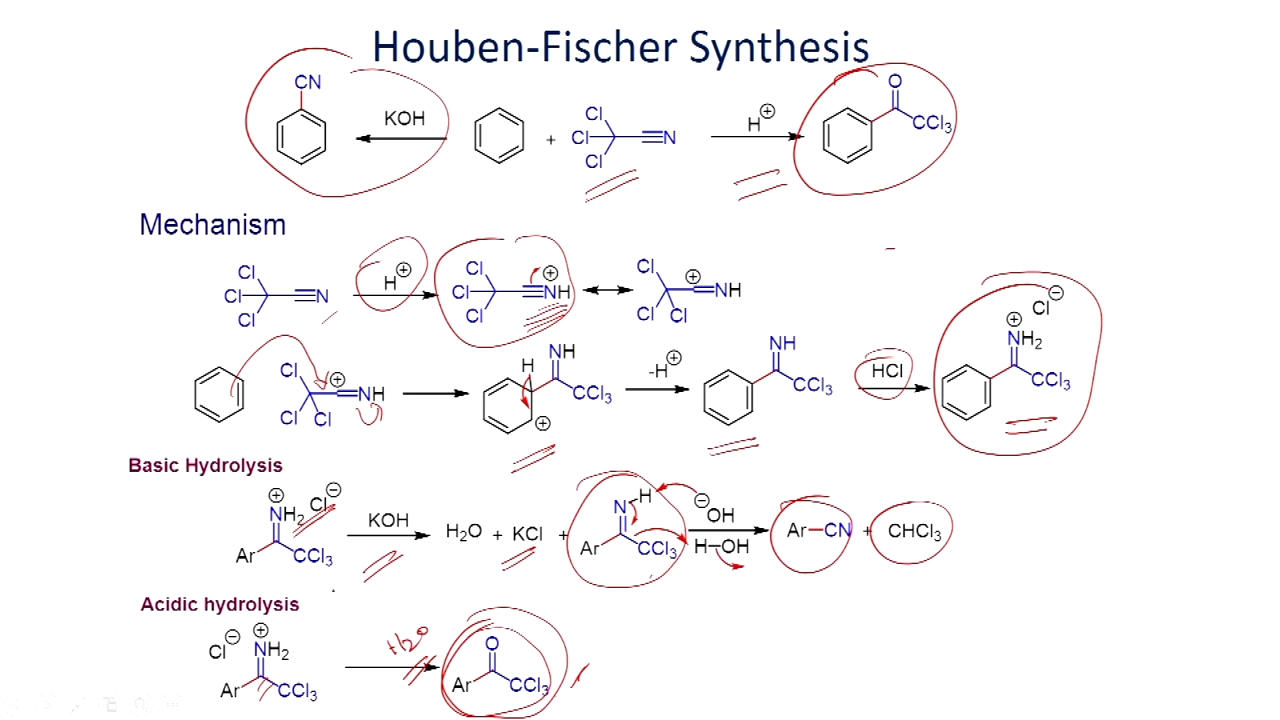 Houben-Fischer Synthesis
CN KOH + Cl Cl Cl N H⊕ O CCl3
Mechanism
Cl Cl Cl N H⊕ Cl Cl Cl ⊕ NH Cl Cl Cl ⊕ NH
Cl Cl Cl ⊕ NH H NH CCl3 ⊕ -H⊕ NH CCl3 HCl Cl⊖ ⊕ NH2 CCl3
Basic Hydrolysis
⊕ NH2 Cl⊖ Ar CCl3 KOH H2O + KCl + N H Ar CCl3 ⊖OH H-OH Ar-CN + CHCl3
Acidic hydrolysis
Cl⊖ ⊕ NH2 Ar CCl3 H2O O Ar CCl3